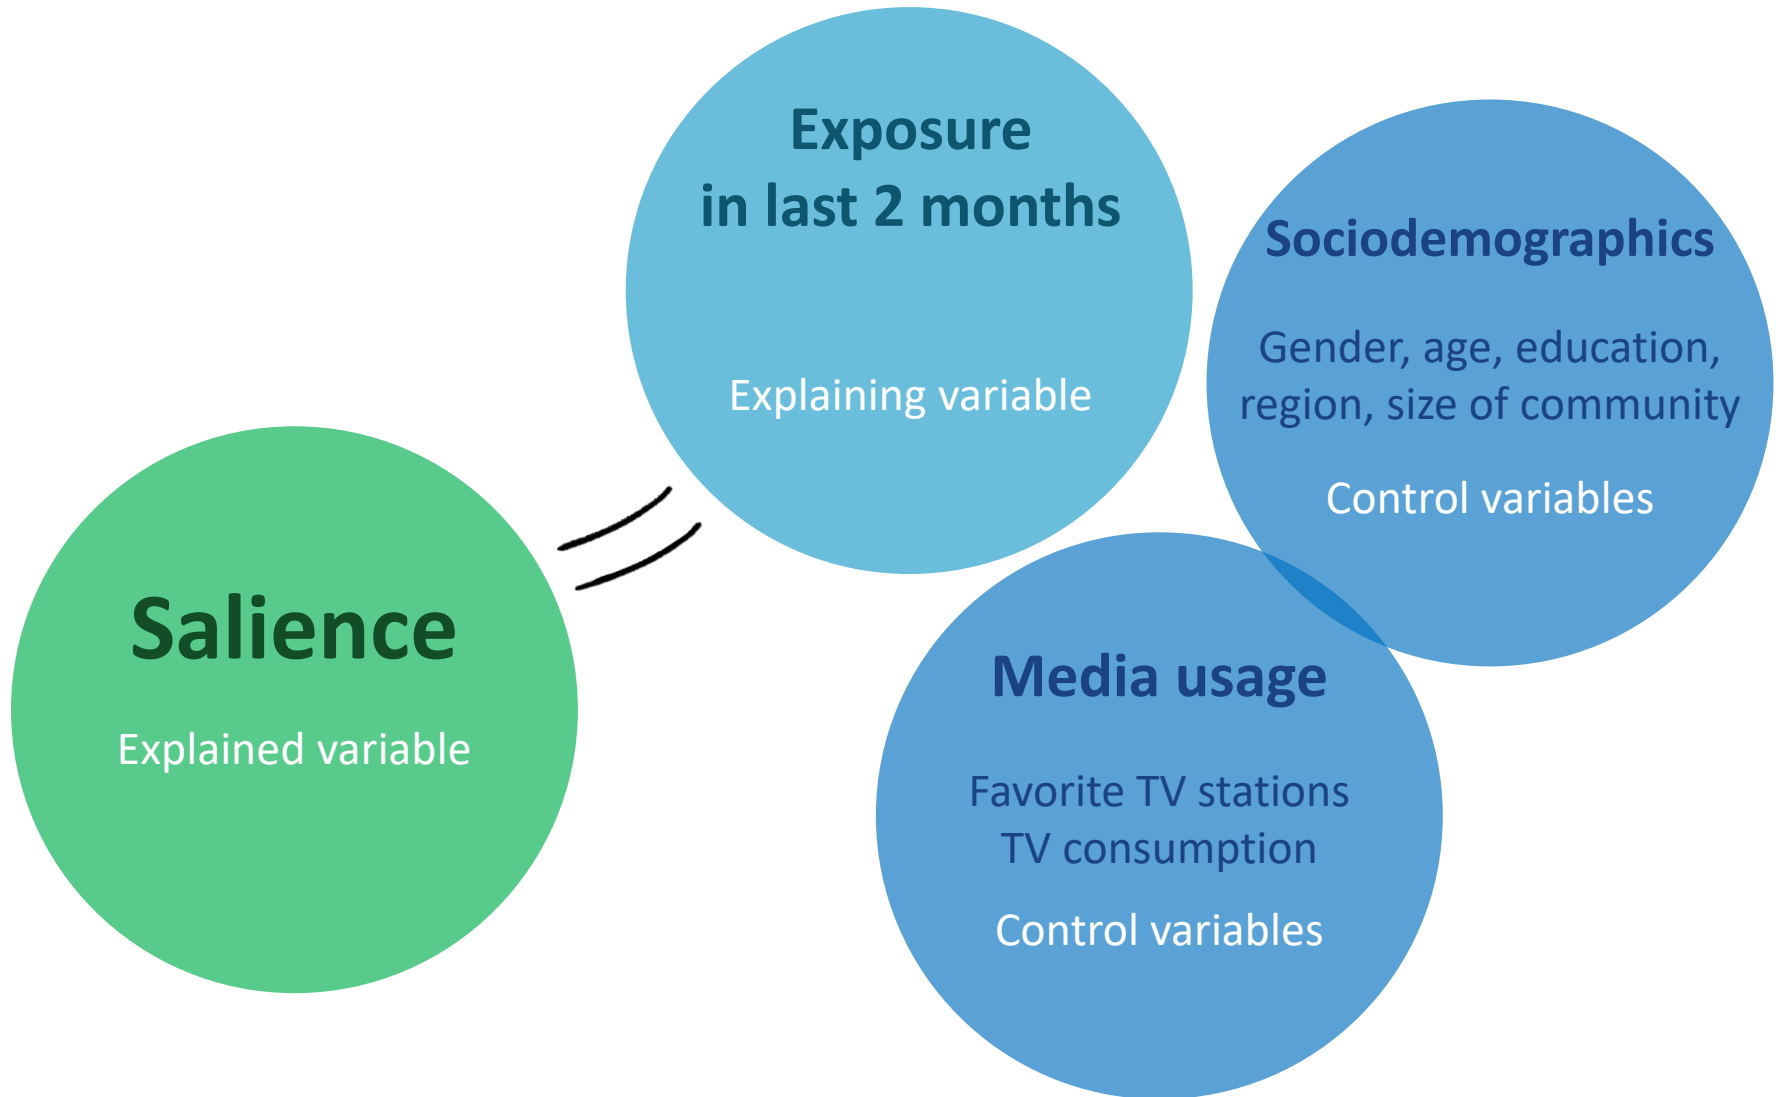 Exposure
in last 2 months
Explaining variable
Sociodemographics
Gender, age, education,
region, size of community
Control variables
Salience
Explained variable
Media usage
Favorite TV stations
TV consumption
Control variables